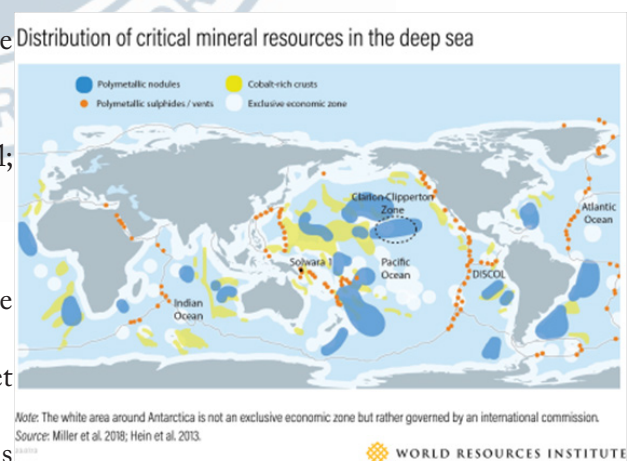 e
l;
e
et
s
Distribution of critical mineral resources in the deep sea
Polymetallic nodules
Cobalt-rich crusts
Polymetallic sulphides / vents
Exclusive economic zone
Clarion-Clipperton
Zone
Atlantic
Ocean
Solwara 1
Pacific
Ocean
DISCOL
Indian
Ocean
Note: The white area around Antarctica is not an exclusive economic zone but rather governed by an international commission.
Source: Miller et al. 2018; Hein et al. 2013.
WORLD RESOURCES INSTITUTE